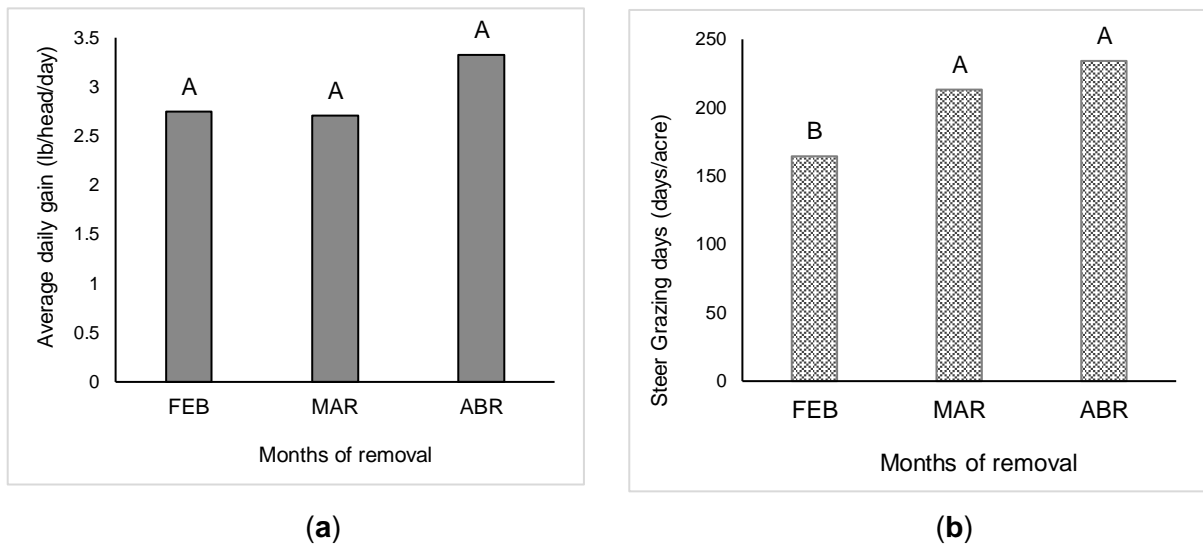 Average daily gain (lb/head/day)
3.5
3
2.5
2
1.5
1
0.5
0
A
A
A
FEB
MAR
ABR
Months of removal
(a)
Steer Grazing days (days/acre)
250
200
150
100
50
0
B
A
A
FEB
MAR
ABR
Months of removal
(b)